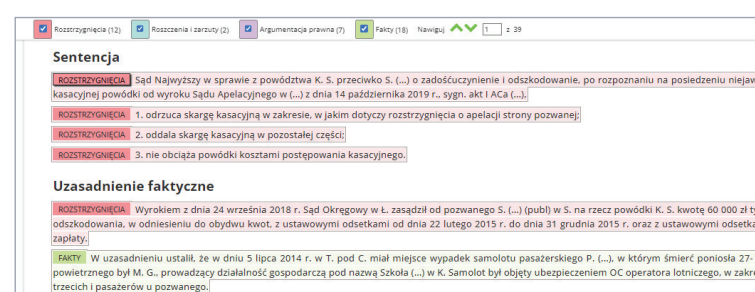 Rozstrzygnięcia (12) Roszczenia i zarzuty (2) Argumentacja prawna (7) Fakty (18) Nawiguj 1 z 39
Sentencja
ROZSTRZYGNIĘCIA Sąd Najwyższy w sprawie z powództwa K. S. przeciwko S. (...) o zadośćuczynienie i odszkodowanie, po rozpoznaniu na posiedzeniu niejaw
kasacyjnej powódki od wyroku Sądu Apelacyjnego w (...) z dnia 14 października 2019 r., sygn. akt I ACa (...),
ROZSTRZYGNIĘCIA 1. odrzuca skargę kasacyjną w zakresie, w jakim dotyczy rozstrzygnięcia o apelacji strony pozwanej;
ROZSTRZYGNIĘCIA 2. oddala skargę kasacyjną w pozostałej części;
ROZSTRZYGNIĘCIA 3. nie obciąża powódki kosztami postępowania kasacyjnego.
Uzasadnienie faktyczne
ROZSTRZYGNIĘCIA Wyrokiem z dnia 24 września 2018 r. Sąd Okręgowy w Ł. zasądził od pozwanego S. (...) (publ) w S. na rzecz powódki K. S. kwotę 60 000 zł ty
odszkodowania, w odniesieniu do obydwu kwot, z ustawowymi odsetkami od dnia 22 lutego 2015 r. do dnia 31 grudnia 2015 r. oraz z ustawowymi odsetka
zapłaty.
FAKTY W uzasadnieniu ustalił, że w dniu 5 lipca 2014 r. w T. pod C. miał miejsce wypadek samolotu pasażerskiego P. (...), w którym śmierć poniosła 27-
powietrznego był M. G., prowadzący działalność gospodarczą pod nazwą Szkoła (...) w K. Samolot był objęty ubezpieczeniem OC operatora lotniczego, w zakre
trzecich i pasażerów u pozwanego.